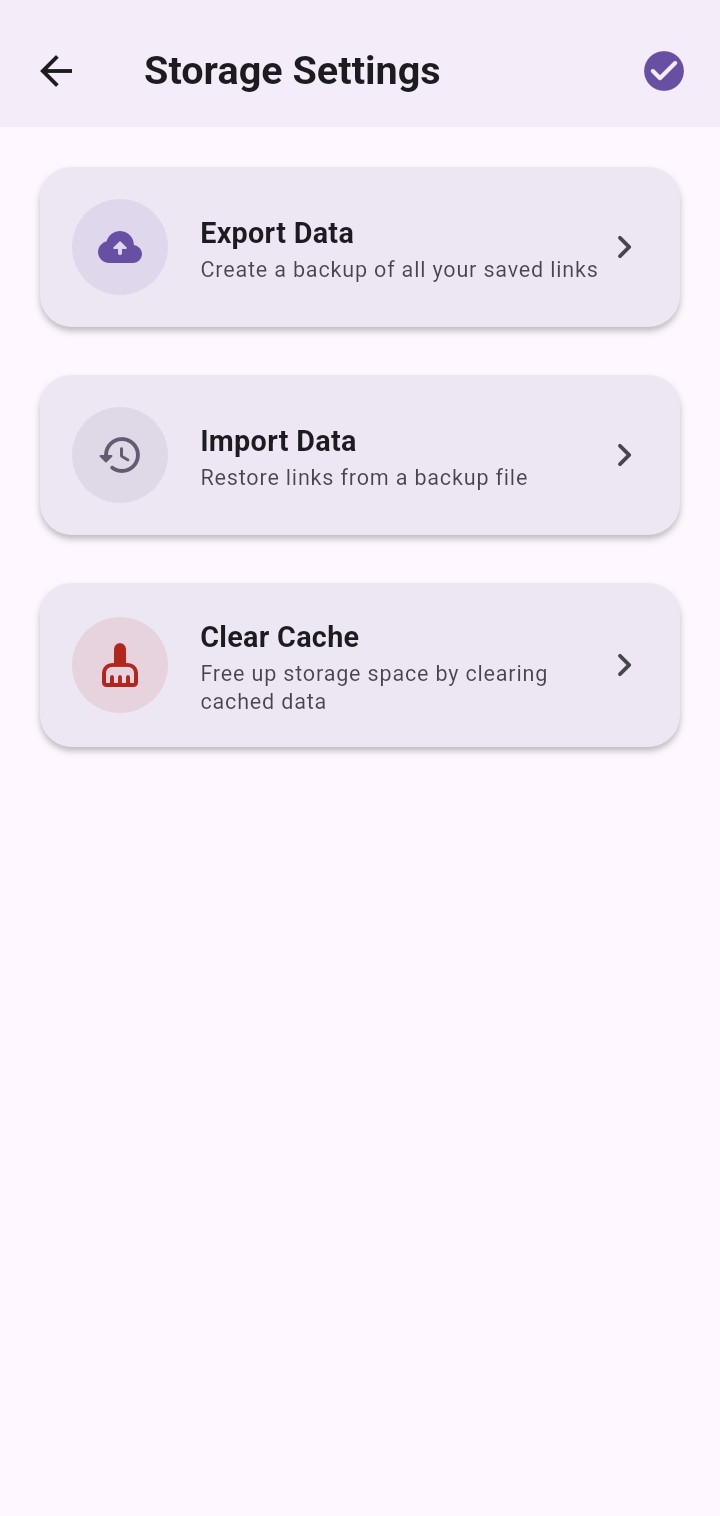 Storage Settings
Export Data
Create a backup of all your saved links
Import Data
Restore links from a backup file
Clear Cache
Free up storage space by clearing
cached data